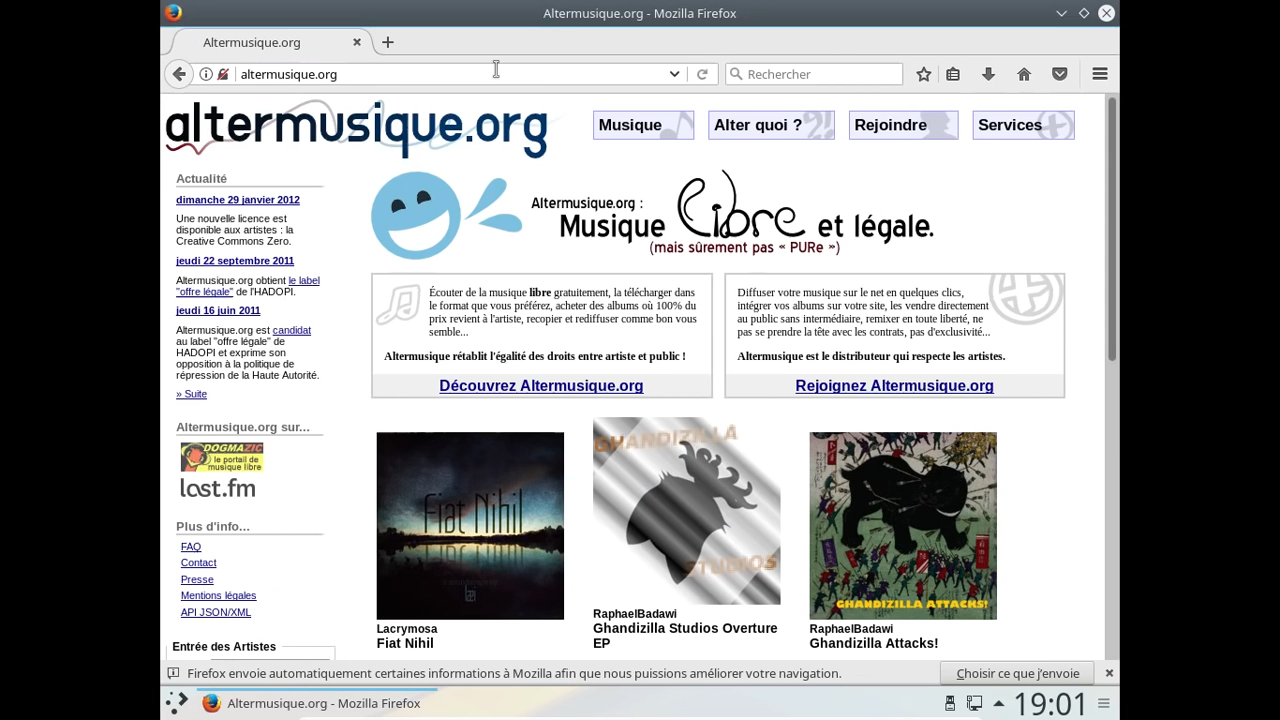 Altermusique.org - Mozilla Firefox
Altermusique.org
altermusique.org
Rechercher
altermusique.org
Musique
Alter quoi ?
Rejoindre
Services
Actualité
dimanche 29 janvier 2012
Une nouvelle licence est
disponible aux artistes : la
Creative Commons Zero.
jeudi 22 septembre 2011
Altermusique.org obtient le label
"offre légale" de l'HADOPI.
jeudi 16 juin 2011
Altermusique.org est candidat
au label "offre légale" de
HADOPI et exprime son
opposition à la politique de
répression de la Haute Autorité.
» Suite
Altermusique.org sur...
DOGMAZIC
le portail de
musique libre
last.fm
Plus d'info...
FAQ
Contact
Presse
Mentions légales
API JSON/XML
Entrée des Artistes
Altermusique.org :
Musique libre et légale.
(mais sûrement pas « PURe »)
Écouter de la musique libre gratuitement, la télécharger dans
le format que vous préférez, acheter des albums où 100% du
prix revient à l'artiste, recopier et rediffuser comme bon vous
semble...
Altermusique rétablit l'égalité des droits entre artiste et public !
Découvrez Altermusique.org
Diffuser votre musique sur le net en quelques clics,
intégrer vos albums sur votre site, les vendre directement
au public sans intermédiaire, remixer en toute liberté, ne
pas se prendre la tête avec les contrats, pas d'exclusivité...
Altermusique est le distributeur qui respecte les artistes.
Rejoignez Altermusique.org
Fiat Nihil
Lacrymosa
Fiat Nihil
GHANDIZILLA
STUDIOS
RaphaelBadawi
Ghandizilla Studios Overture
EP
GHANDIZILLA ATTACKS!
RaphaelBadawi
Ghandizilla Attacks!
Firefox envoie automatiquement certaines informations à Mozilla afin que nous puissions améliorer votre navigation.
Choisir ce que j'envoie
Altermusique.org - Mozilla Firefox
19:01